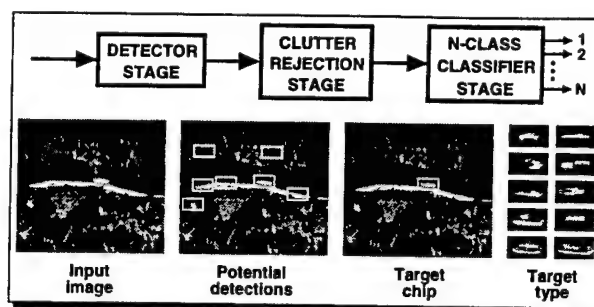 DETECTOR
STAGE
CLUTTER
REJECTION
STAGE
N-CLASS
CLASSIFIER
STAGE
1
2
N
Input
image
Potential
detections
Target
chip
Target
type